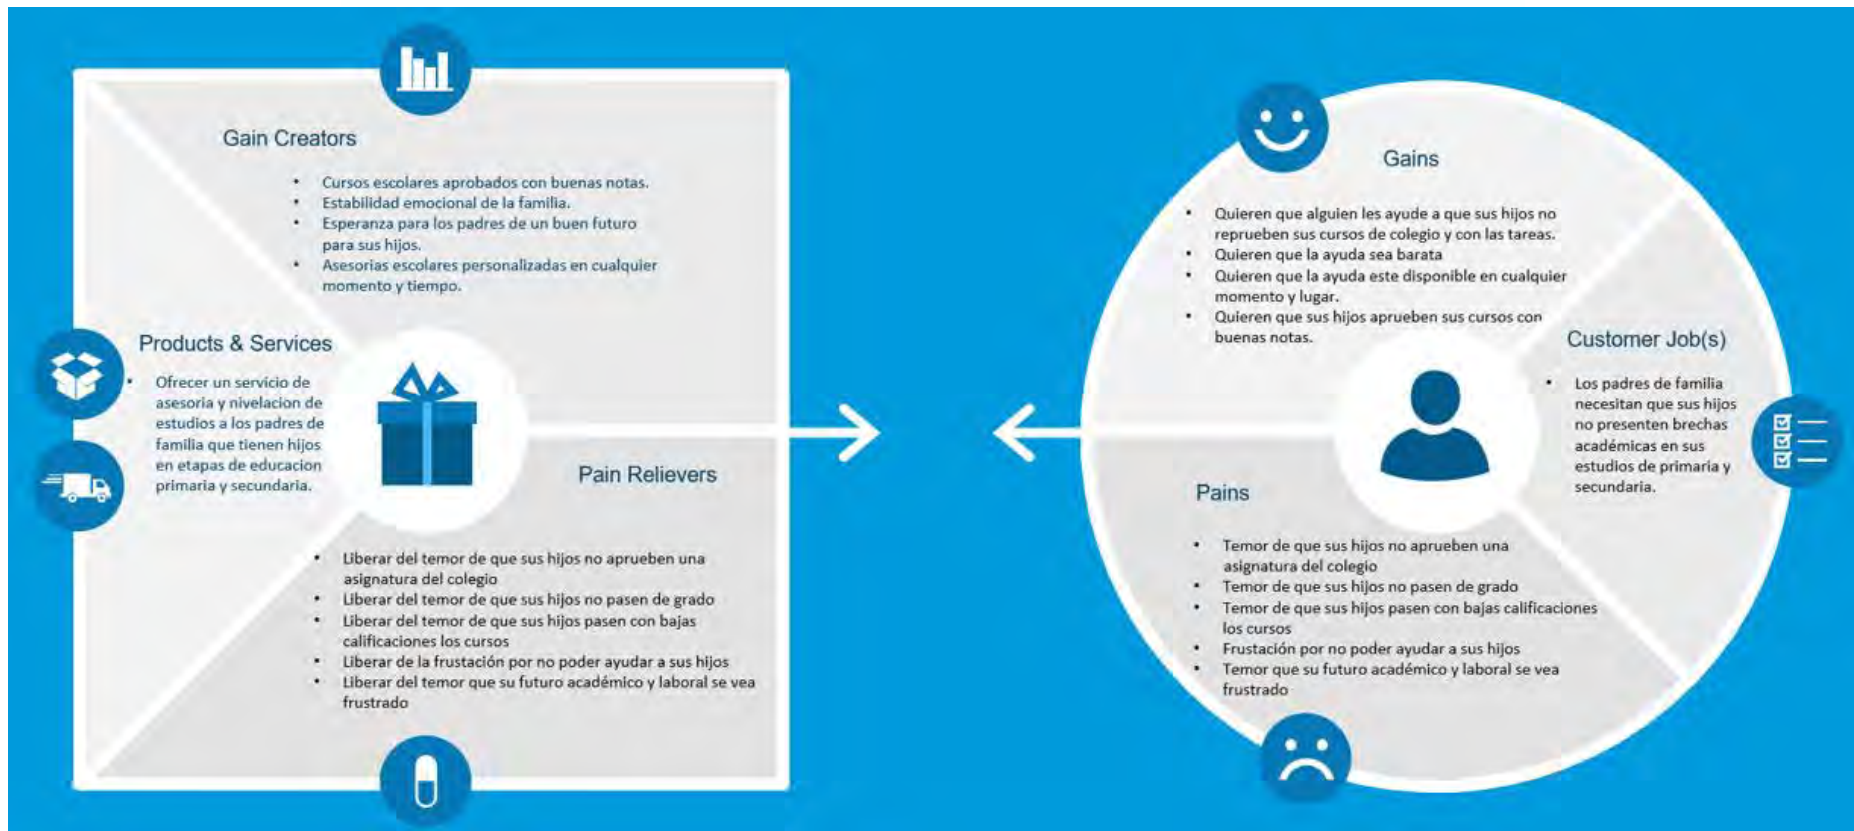 Gain Creators
• Cursos escolares aprobados con buenas notas.
• Estabilidad emocional de la familia.
• Esperanza para los padres de un buen futuro
para sus hijos.
• Asesorias escolares personalizadas en cualquier
momento y tiempo.
Products & Services
• Ofrecer un servicio de
asesoria y nivelacion de
estudios a los padres de
familia que tienen hijos
en etapas de educacion
primaria y secundaria.
Pain Relievers
• Liberar del temor de que sus hijos no aprueben una
asignatura del colegio
• Liberar del temor de que sus hijos no pasen de grado
• Liberar del temor de que sus hijos pasen con bajas
calificaciones los cursos
• Liberar de la frustación por no poder ayudar a sus hijos
• Liberar del temor que su futuro académico y laboral se vea
frustrado
Gains
• Quieren que alguien les ayude a que sus hijos no
reprueben sus cursos de colegio y con las tareas.
• Quieren que la ayuda sea barata
• Quieren que la ayuda este disponible en cualquier
momento y lugar.
• Quieren que sus hijos aprueben sus cursos con
buenas notas.
Customer Job(s)
• Los padres de familia
necesitan que sus hijos
no presenten brechas
académicas en sus
estudios de primaria y
secundaria.
Pains
• Temor de que sus hijos no aprueben una
asignatura del colegio
• Temor de que sus hijos no pasen de grado
• Temor de que sus hijos pasen con bajas calificaciones
los cursos
• Frustación por no poder ayudar a sus hijos
• Temor que su futuro académico y laboral se vea
frustrado